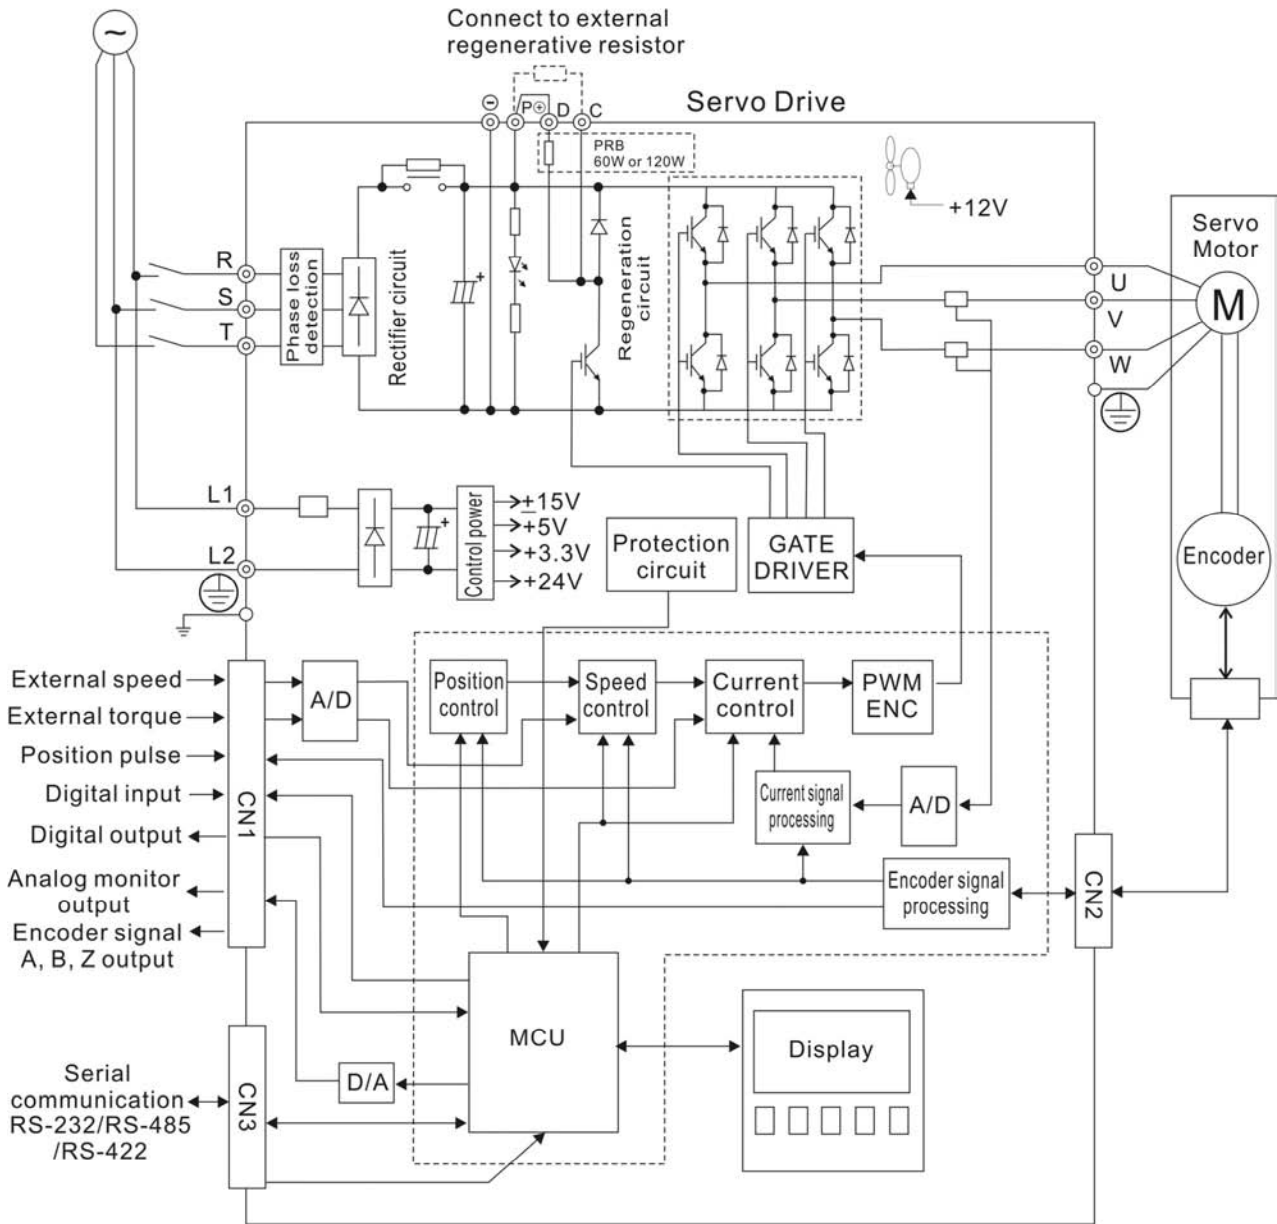 Connect to external
regenerative resistor
~
⊖
P⊕
D
C
Servo Drive
PRB
60W or 120W
+12V
Servo
Motor
R
S
T
Phase loss
detection
Rectifier circuit
+
Regeneration
circuit
U
V
W
M
L1
L2
+
Control power
±15V
+5V
+3.3V
+24V
Protection
circuit
GATE
DRIVER
Encoder
External speed
External torque
Position pulse
Digital input
Digital output
Analog monitor
output
Encoder signal
A, B, Z output
CN1
A/D
Position
control
Speed
control
Current
control
PWM
ENC
Current signal
processing
A/D
Encoder signal
processing
CN2
MCU
D/A
Display
Serial
communication
RS-232/RS-485
/RS-422
CN3